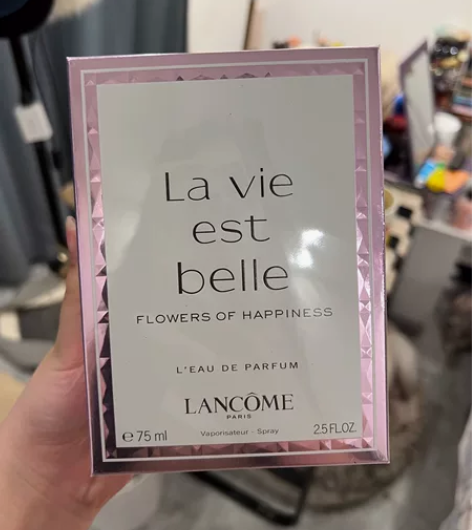 La vie
est
belle
FLOWERS OF HAPPINESS
L'EAU DE PARFUM
LANCÔME
PARIS
℮ 75 ml Vaporisateur - Spray 2.5 FL.OZ.